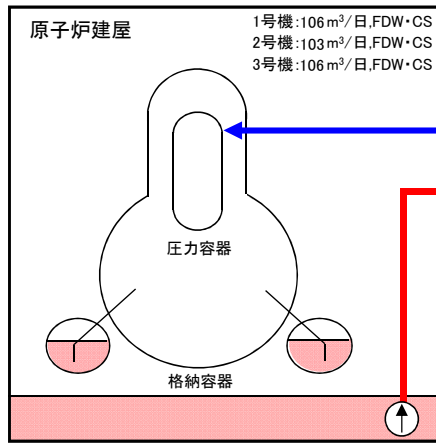 原子炉建屋
1号機:106m³/日,FDW・CS
2号機:103m³/日,FDW・CS
3号機:106m³/日,FDW・CS
圧力容器
格納容器